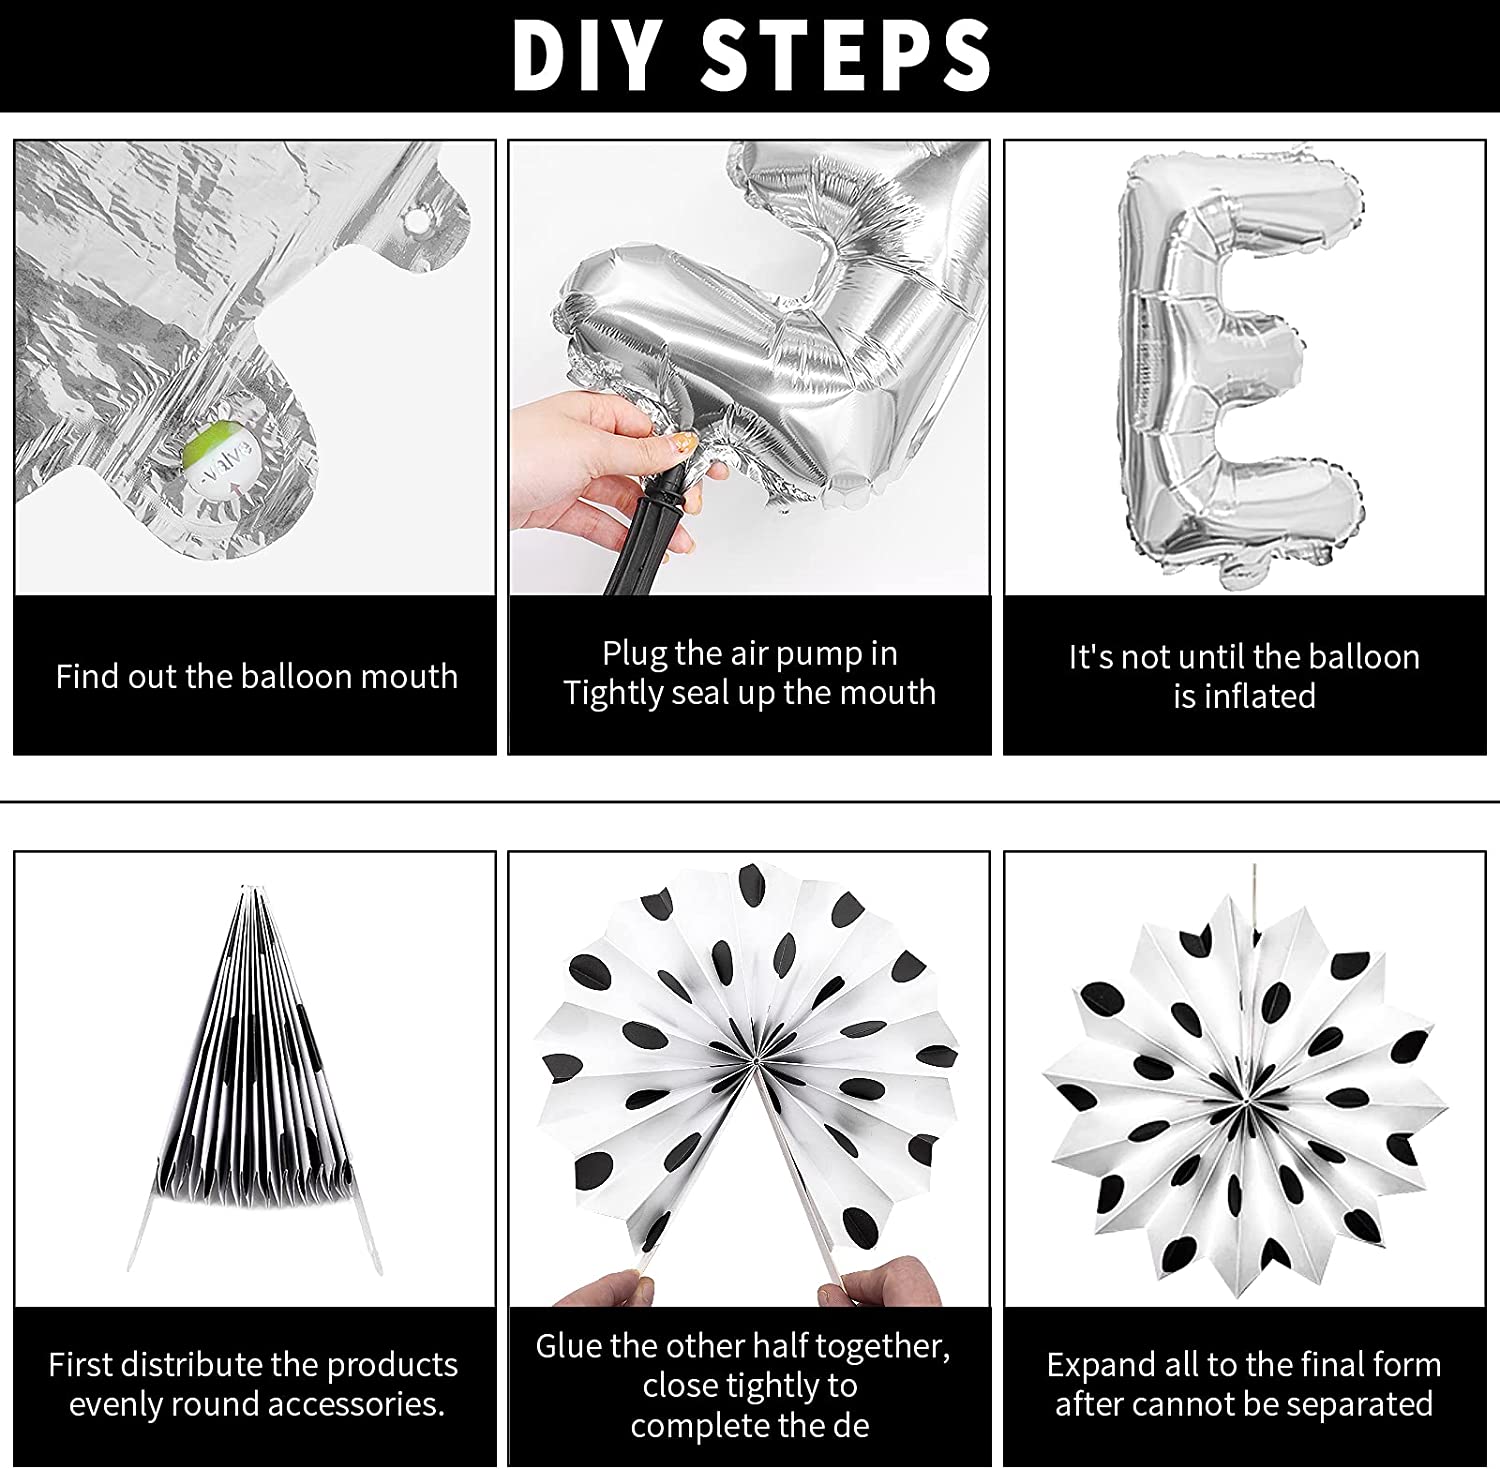 DIY STEPS
Find out the balloon mouth
Plug the air pump in
Tightly seal up the mouth
It's not until the balloon
is inflated
First distribute the products
evenly round accessories.
Glue the other half together,
close tightly to
complete the de
Expand all to the final form
after cannot be separated